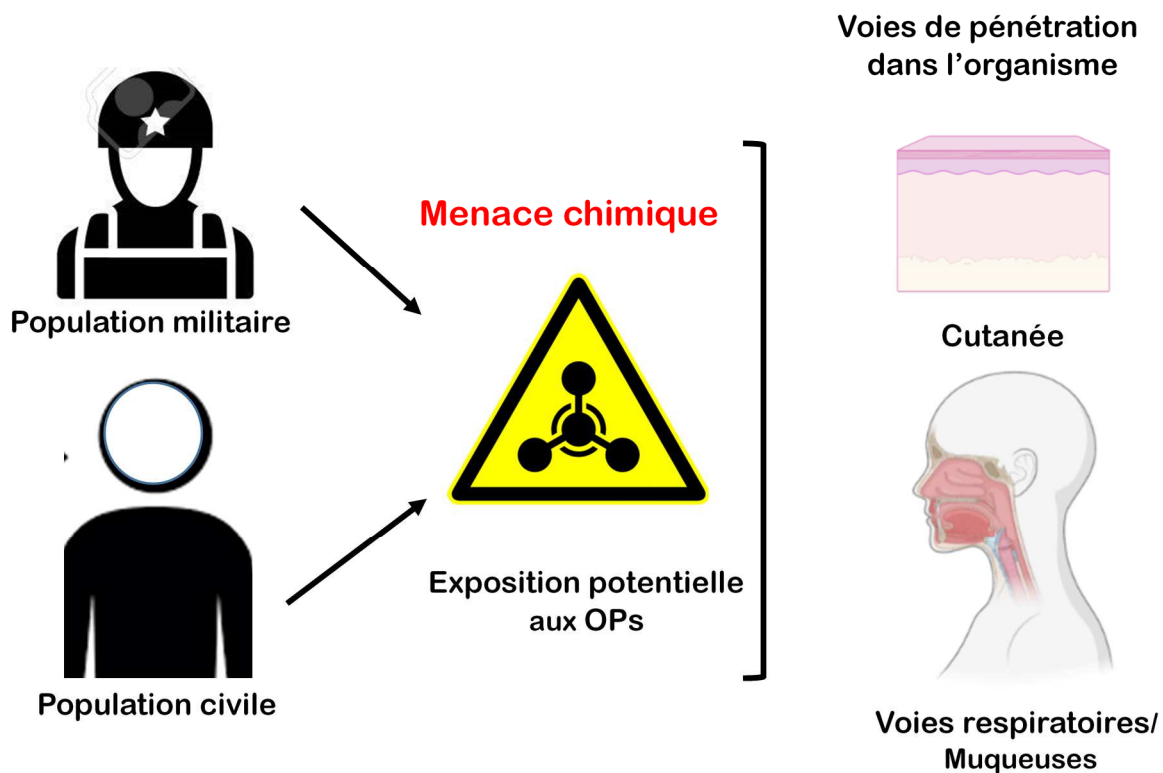 Voies de pénétration
dans l’organisme
Menace chimique
Population militaire
Cutanée
Exposition potentielle
aux OPs
Population civile
Voies respiratoires/
Muqueuses